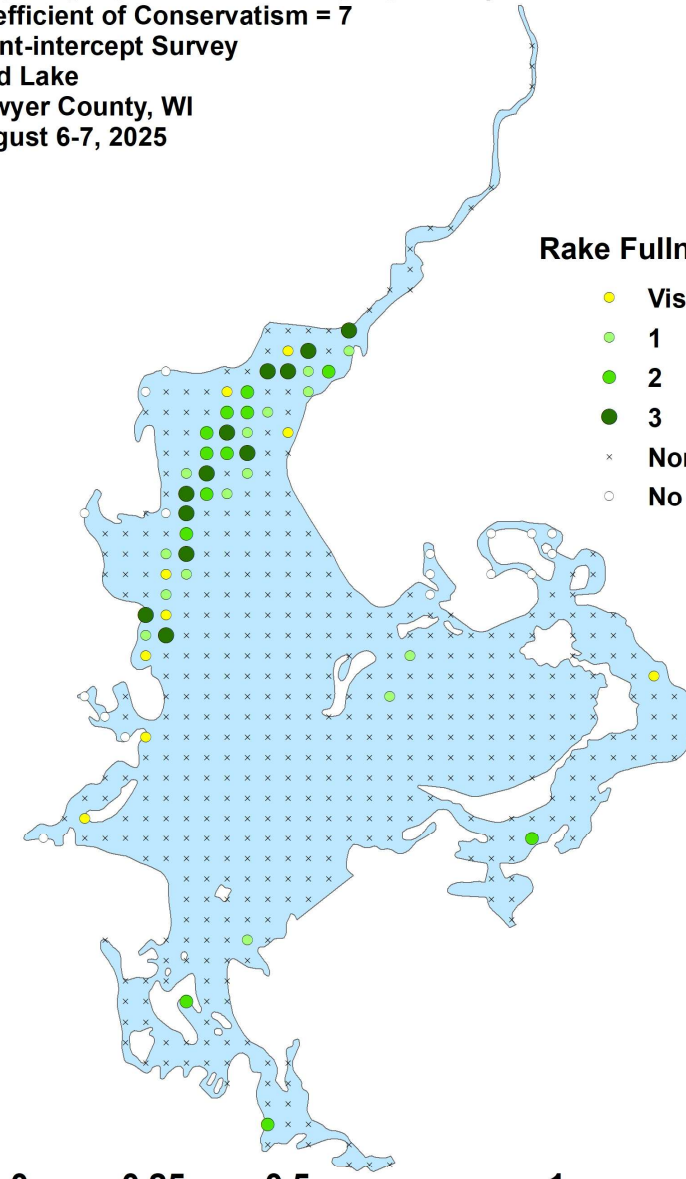 efficient of Conservatism = 7
nt-intercept Survey
d Lake
wyer County, WI
gust 6-7, 2025
Rake Fulln
Vis
1
2
3
Nor
No
0 0.25 0.5 1